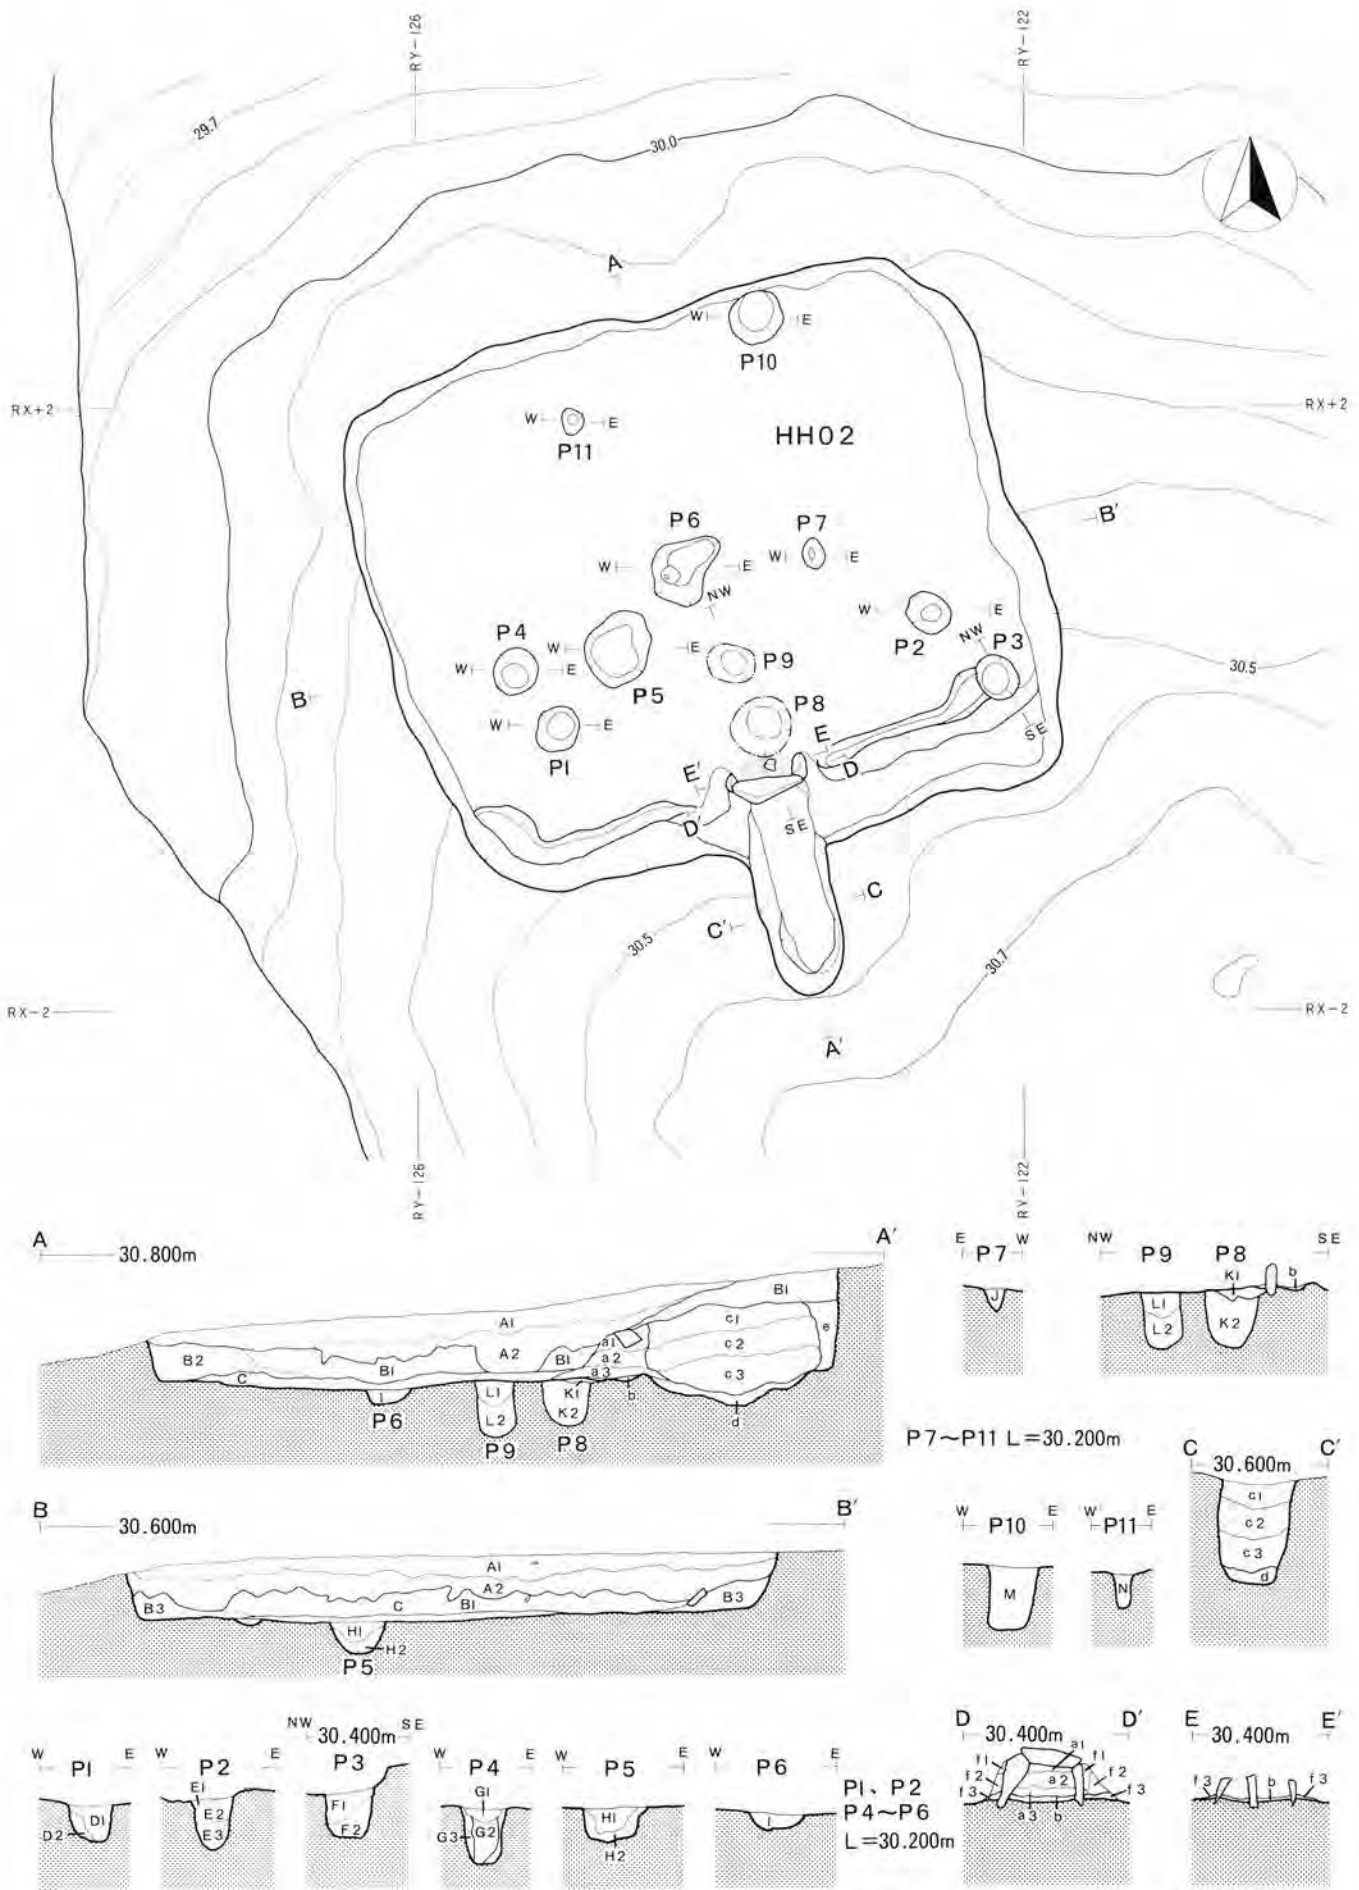 RY-126
RY-122
29.7
30.0
A
W E
P10
RX+2
RX+2
W E
P11
HH02
B'
P6
P7
W E
W E
NW
W E
P2
NW
P3
P4
W E
P5
W E
P9
30.5
B
P8
W E
P1
E
D
SE
E'
D'
SE
C
C'
30.5
30.7
RX-2
RX-2
A'
RY-126
RY-122
A 30.800m A'
A1
B1
B2
C
B1
A2
B1
a1
a2
a3
c1
c2
c3
e
d
b
I
P6
L1
L2
P9
K1
K2
P8
E W
P7
J
NW SE
P9 P8
L1
L2
K1
K2
b
P7~P11 L=30.200m
C C'
30.600m
c1
c2
c3
d
B 30.600m B'
A1
A2
B3
C
B1
B3
H1
H2
P5
W E
P10
M
W E
P11
N
W E
P1
D1
D2
W E
P2
E1
E2
E3
NW SE
30.400m
P3
F1
F2
W E
P4
G1
G2
G3
W E
P5
H1
H2
W E
P6
I
P1、P2
P4~P6
L=30.200m
D 30.400m D'
a1
f1 f1
f2 a2 f2
f3 f3
a3 b
E 30.400m E'
f3 b f3